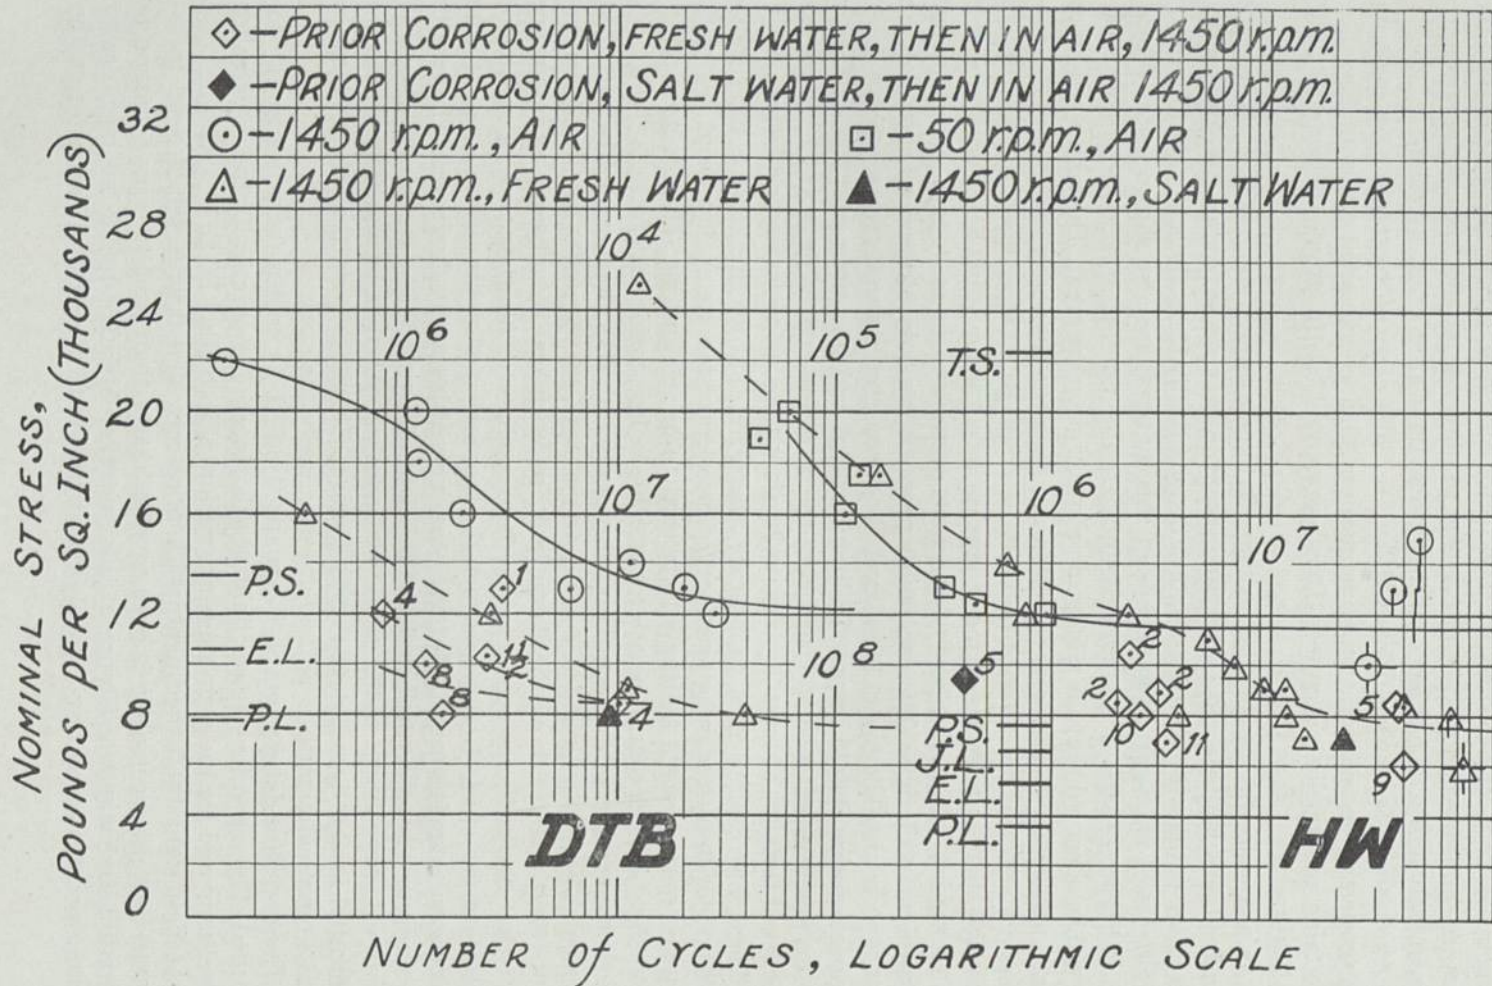 ◇-PRIOR CORROSION, FRESH WATER, THEN IN AIR, 1450 r.p.m.
◆-PRIOR CORROSION, SALT WATER, THEN IN AIR 1450 r.p.m.
⊙-1450 r.p.m., AIR
⊡-50 r.p.m., AIR
△-1450 r.p.m., FRESH WATER
▲-1450 r.p.m., SALT WATER
NOMINAL STRESS,
POUNDS PER SQ. INCH (THOUSANDS)
32
28
24
20
16
12
8
4
0
10⁴
10⁶
10⁵
T.S.
10⁷
10⁶
10⁷
P.S.
4
1
E.L.
8
11
2
10⁸
5
2
P.L.
8
4
P.S.
2
2
5
10
11
J.L.
E.L.
9
P.L.
DTB
HW
NUMBER of CYCLES, LOGARITHMIC SCALE